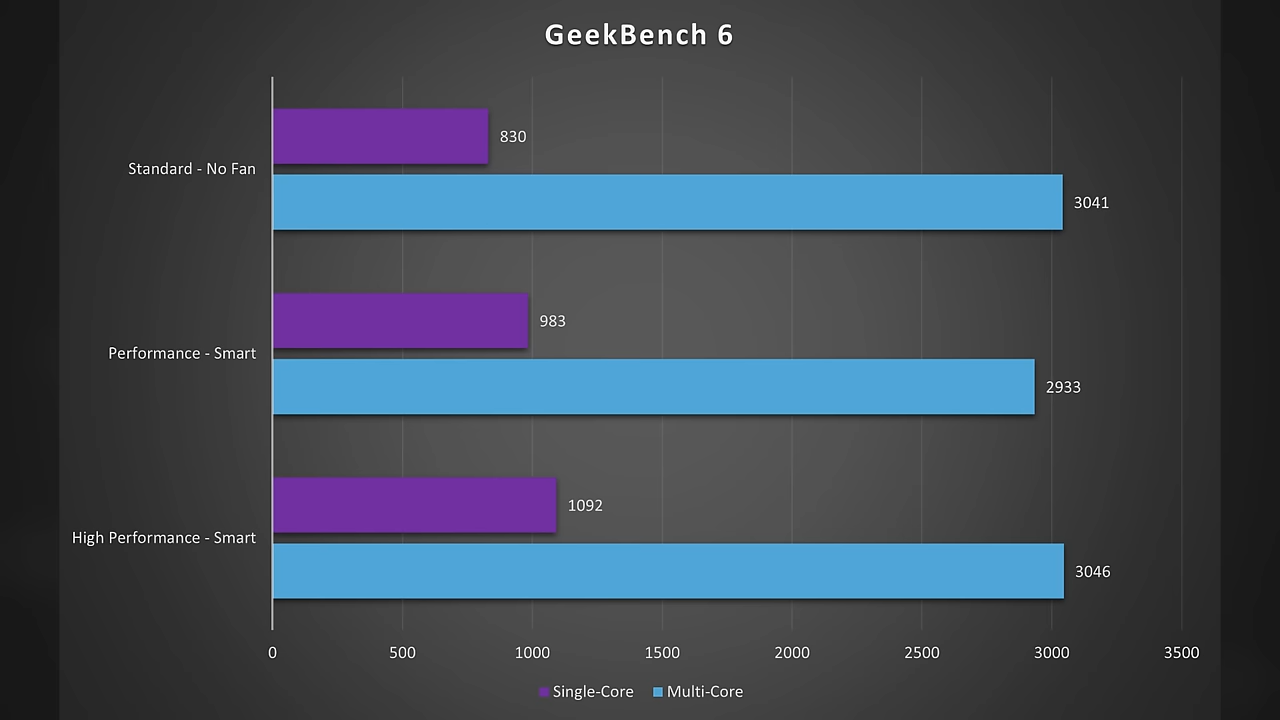 GeekBench 6
Standard - No Fan
830
3041
Performance - Smart
983
2933
High Performance - Smart
1092
3046
0 500 1000 1500 2000 2500 3000 3500
Single-Core Multi-Core